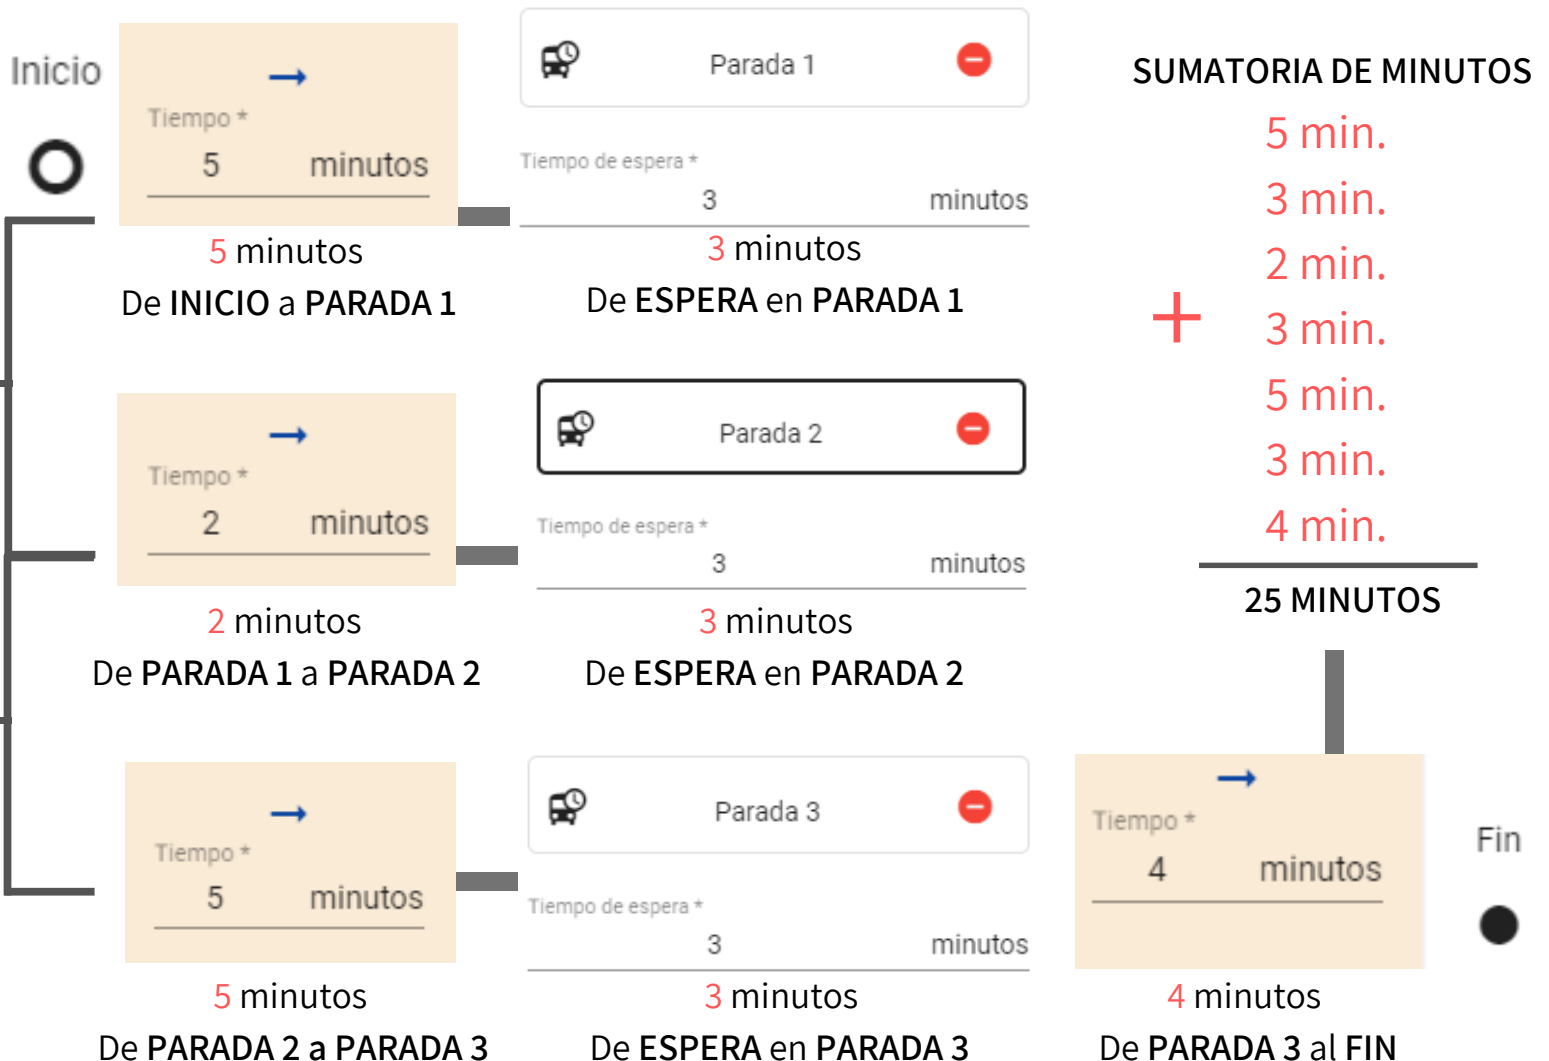 Inicio
Tiempo *
5 minutos
5 minutos
De INICIO a PARADA 1
Parada 1
Tiempo de espera *
3 minutos
3 minutos
De ESPERA en PARADA 1
Tiempo *
2 minutos
2 minutos
De PARADA 1 a PARADA 2
Parada 2
Tiempo de espera *
3 minutos
3 minutos
De ESPERA en PARADA 2
Tiempo *
5 minutos
5 minutos
De PARADA 2 a PARADA 3
Parada 3
Tiempo de espera *
3 minutos
3 minutos
De ESPERA en PARADA 3
SUMATORIA DE MINUTOS
5 min.
3 min.
2 min.
+ 3 min.
5 min.
3 min.
4 min.
25 MINUTOS
Tiempo *
4 minutos
4 minutos
De PARADA 3 al FIN
Fin